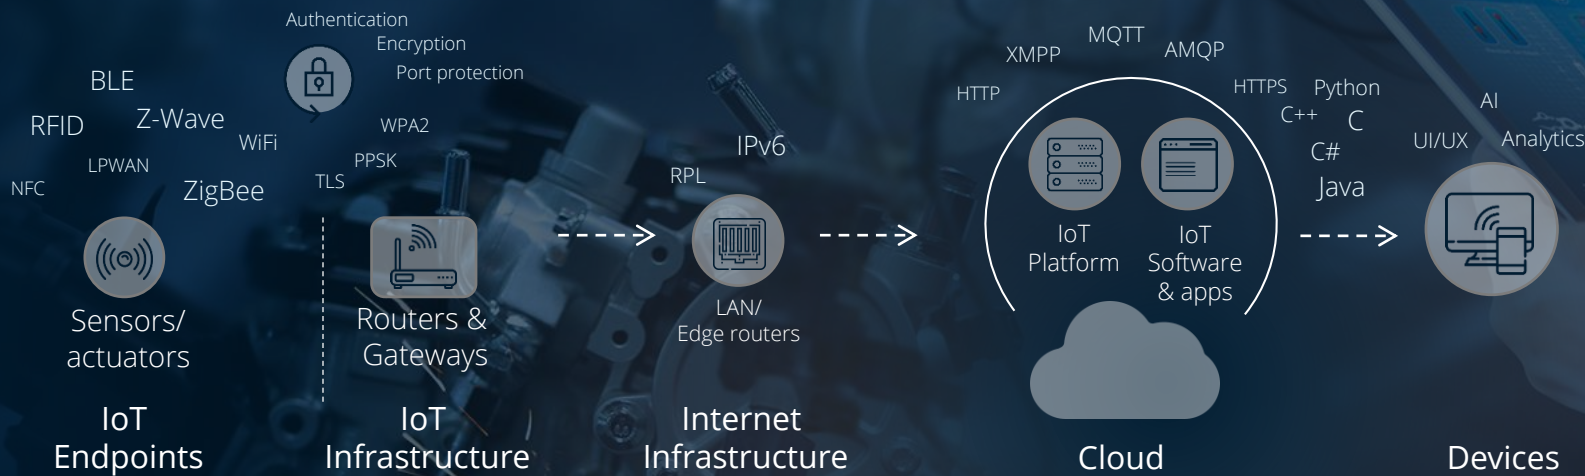 Authentication
Encryption
Port protection
BLE
RFID
Z-Wave
WiFi
LPWAN
NFC
ZigBee
WPA2
PPSK
TLS
Sensors/
actuators
IoT
Endpoints
Routers &
Gateways
IoT
Infrastructure
IPv6
RPL
LAN/
Edge routers
Internet
Infrastructure
HTTP
XMPP
MQTT
AMQP
HTTPS
IoT
Platform
IoT
Software
& apps
Cloud
Python
C++
C
C#
Java
AI
UI/UX
Analytics
Devices